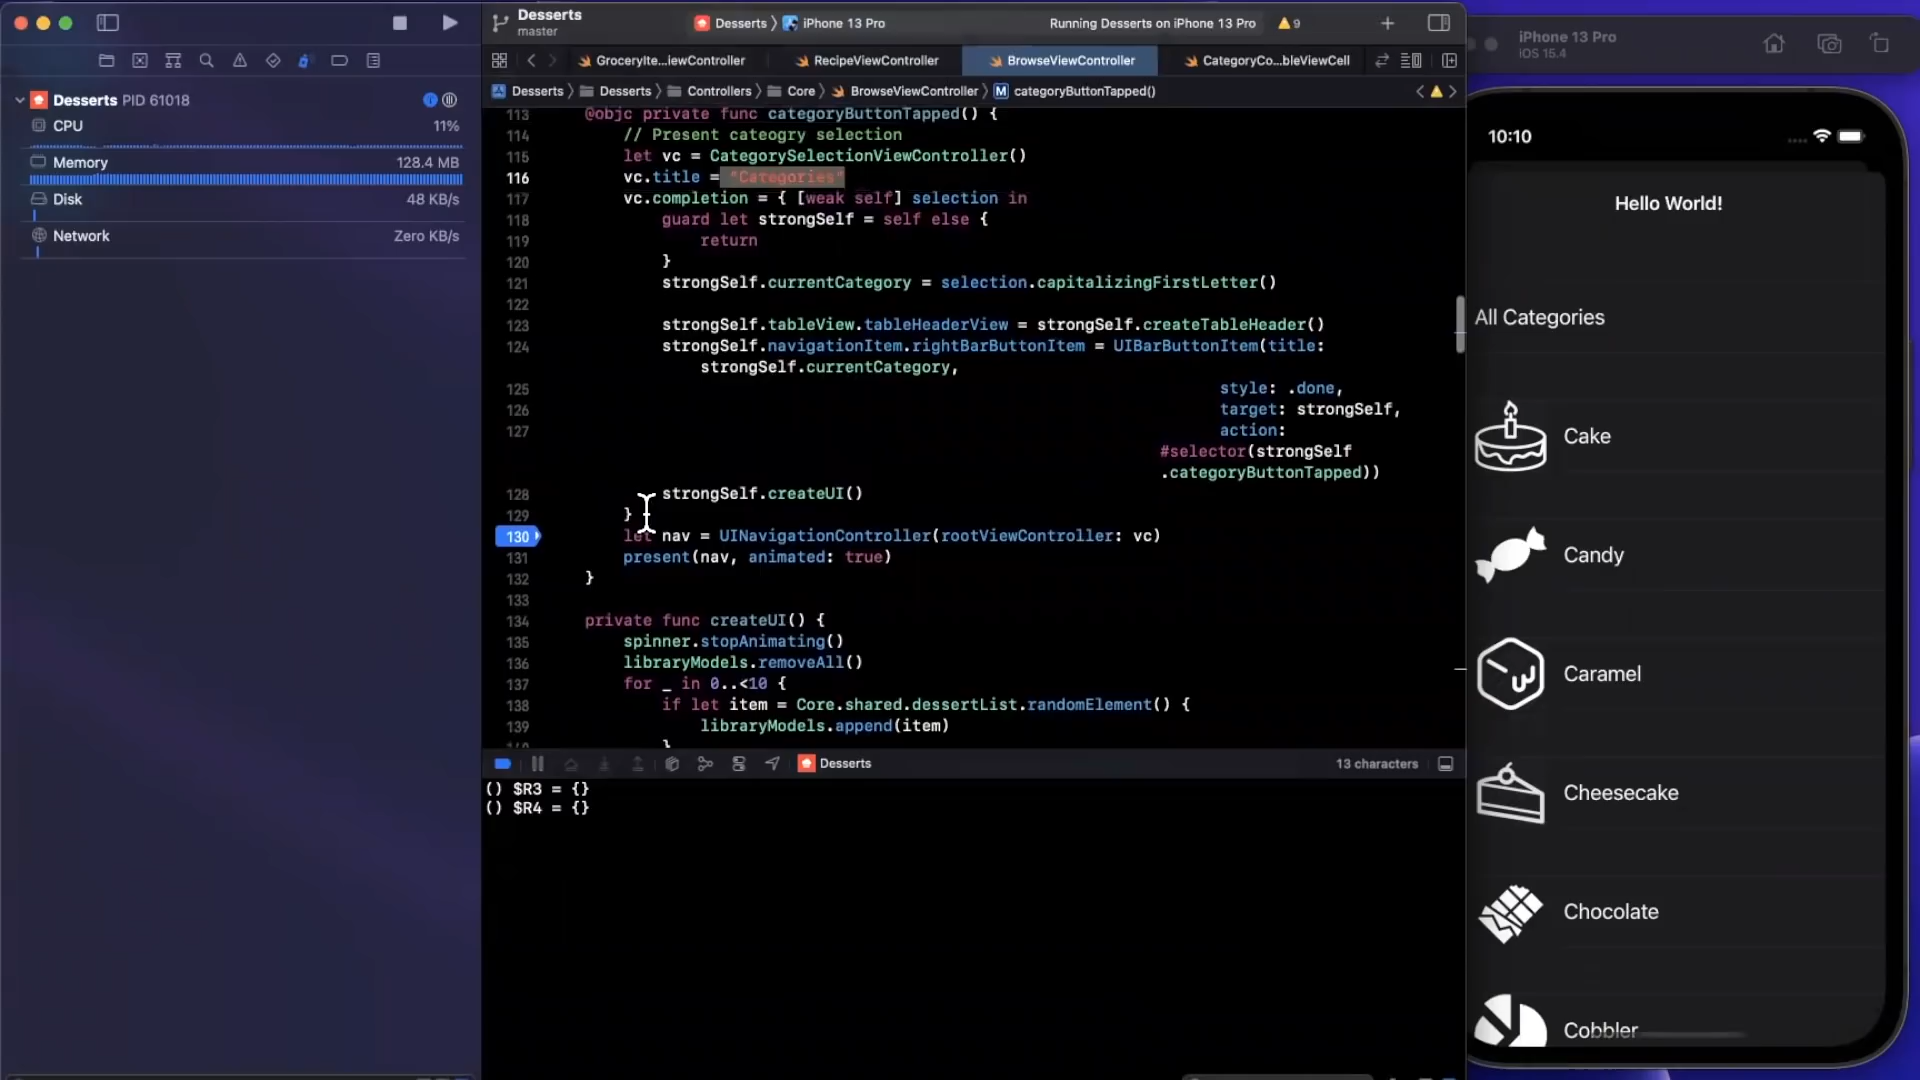 Desserts
master
Desserts
iPhone 13 Pro
Running Desserts on iPhone 13 Pro
9
GroceryIte...iewController
RecipeViewController
BrowseViewController
CategoryCo...bleViewCell
Desserts
Desserts
Controllers
Core
BrowseViewController
M
categoryButtonTapped()
Desserts PID 61018
CPU
11%
Memory
128.4 MB
Disk
48 KB/s
Network
Zero KB/s
113 @objc private func categoryButtonTapped() {
114 // Present cateogry selection
115 let vc = CategorySelectionViewController()
116 vc.title = "Categories"
117 vc.completion = { [weak self] selection in
118 guard let strongSelf = self else {
119 return
120 }
121 strongSelf.currentCategory = selection.capitalizingFirstLetter()
122
123 strongSelf.tableView.tableHeaderView = strongSelf.createTableHeader()
124 strongSelf.navigationItem.rightBarButtonItem = UIBarButtonItem(title:
strongSelf.currentCategory,
125 style: .done,
126 target: strongSelf,
127 action:
#selector(strongSelf
.categoryButtonTapped))
128 strongSelf.createUI()
129 }
130 let nav = UINavigationController(rootViewController: vc)
131 present(nav, animated: true)
132 }
133
134 private func createUI() {
135 spinner.stopAnimating()
136 libraryModels.removeAll()
137 for _ in 0..<10 {
138 if let item = Core.shared.dessertList.randomElement() {
139 libraryModels.append(item)
140 }
Desserts
13 characters
() $R3 = {}
() $R4 = {}
iPhone 13 Pro
iOS 15.4
10:10
Hello World!
All Categories
Cake
Candy
Caramel
Cheesecake
Chocolate
Cobbler